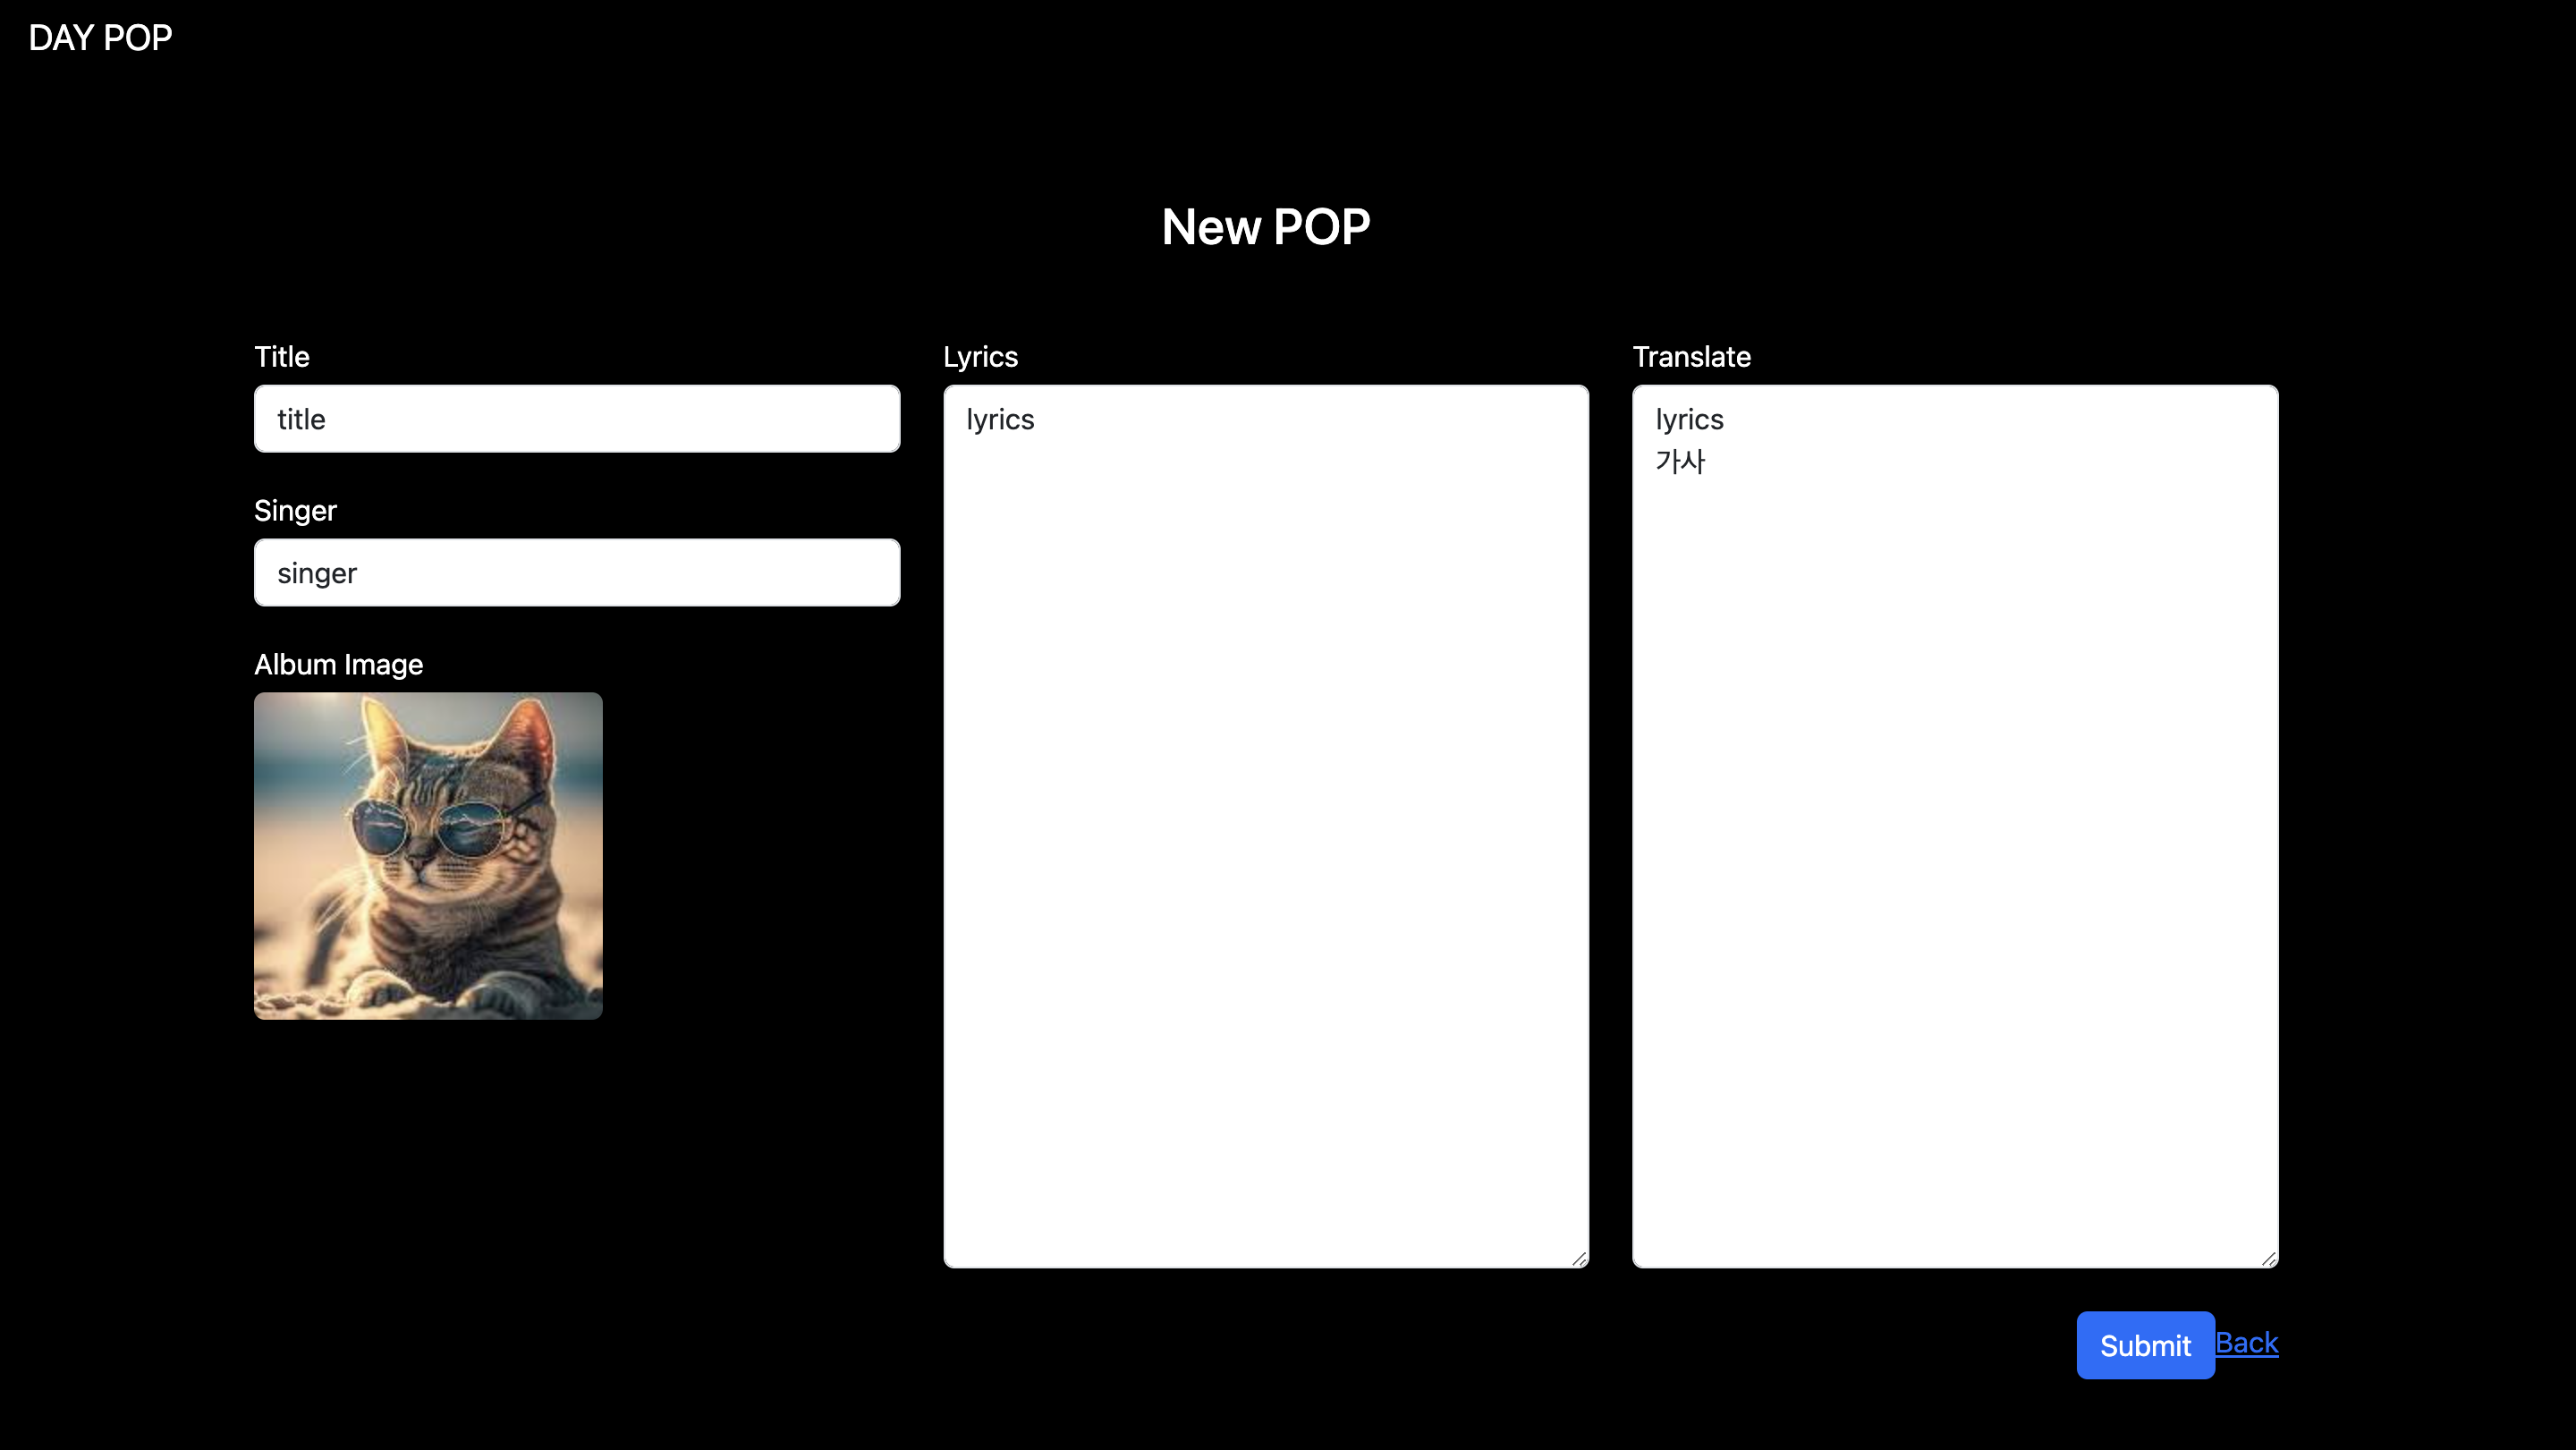 DAY POP
New POP
Title
title
Singer
singer
Album Image
Lyrics
lyrics
Translate
lyrics
가사
Submit
Back